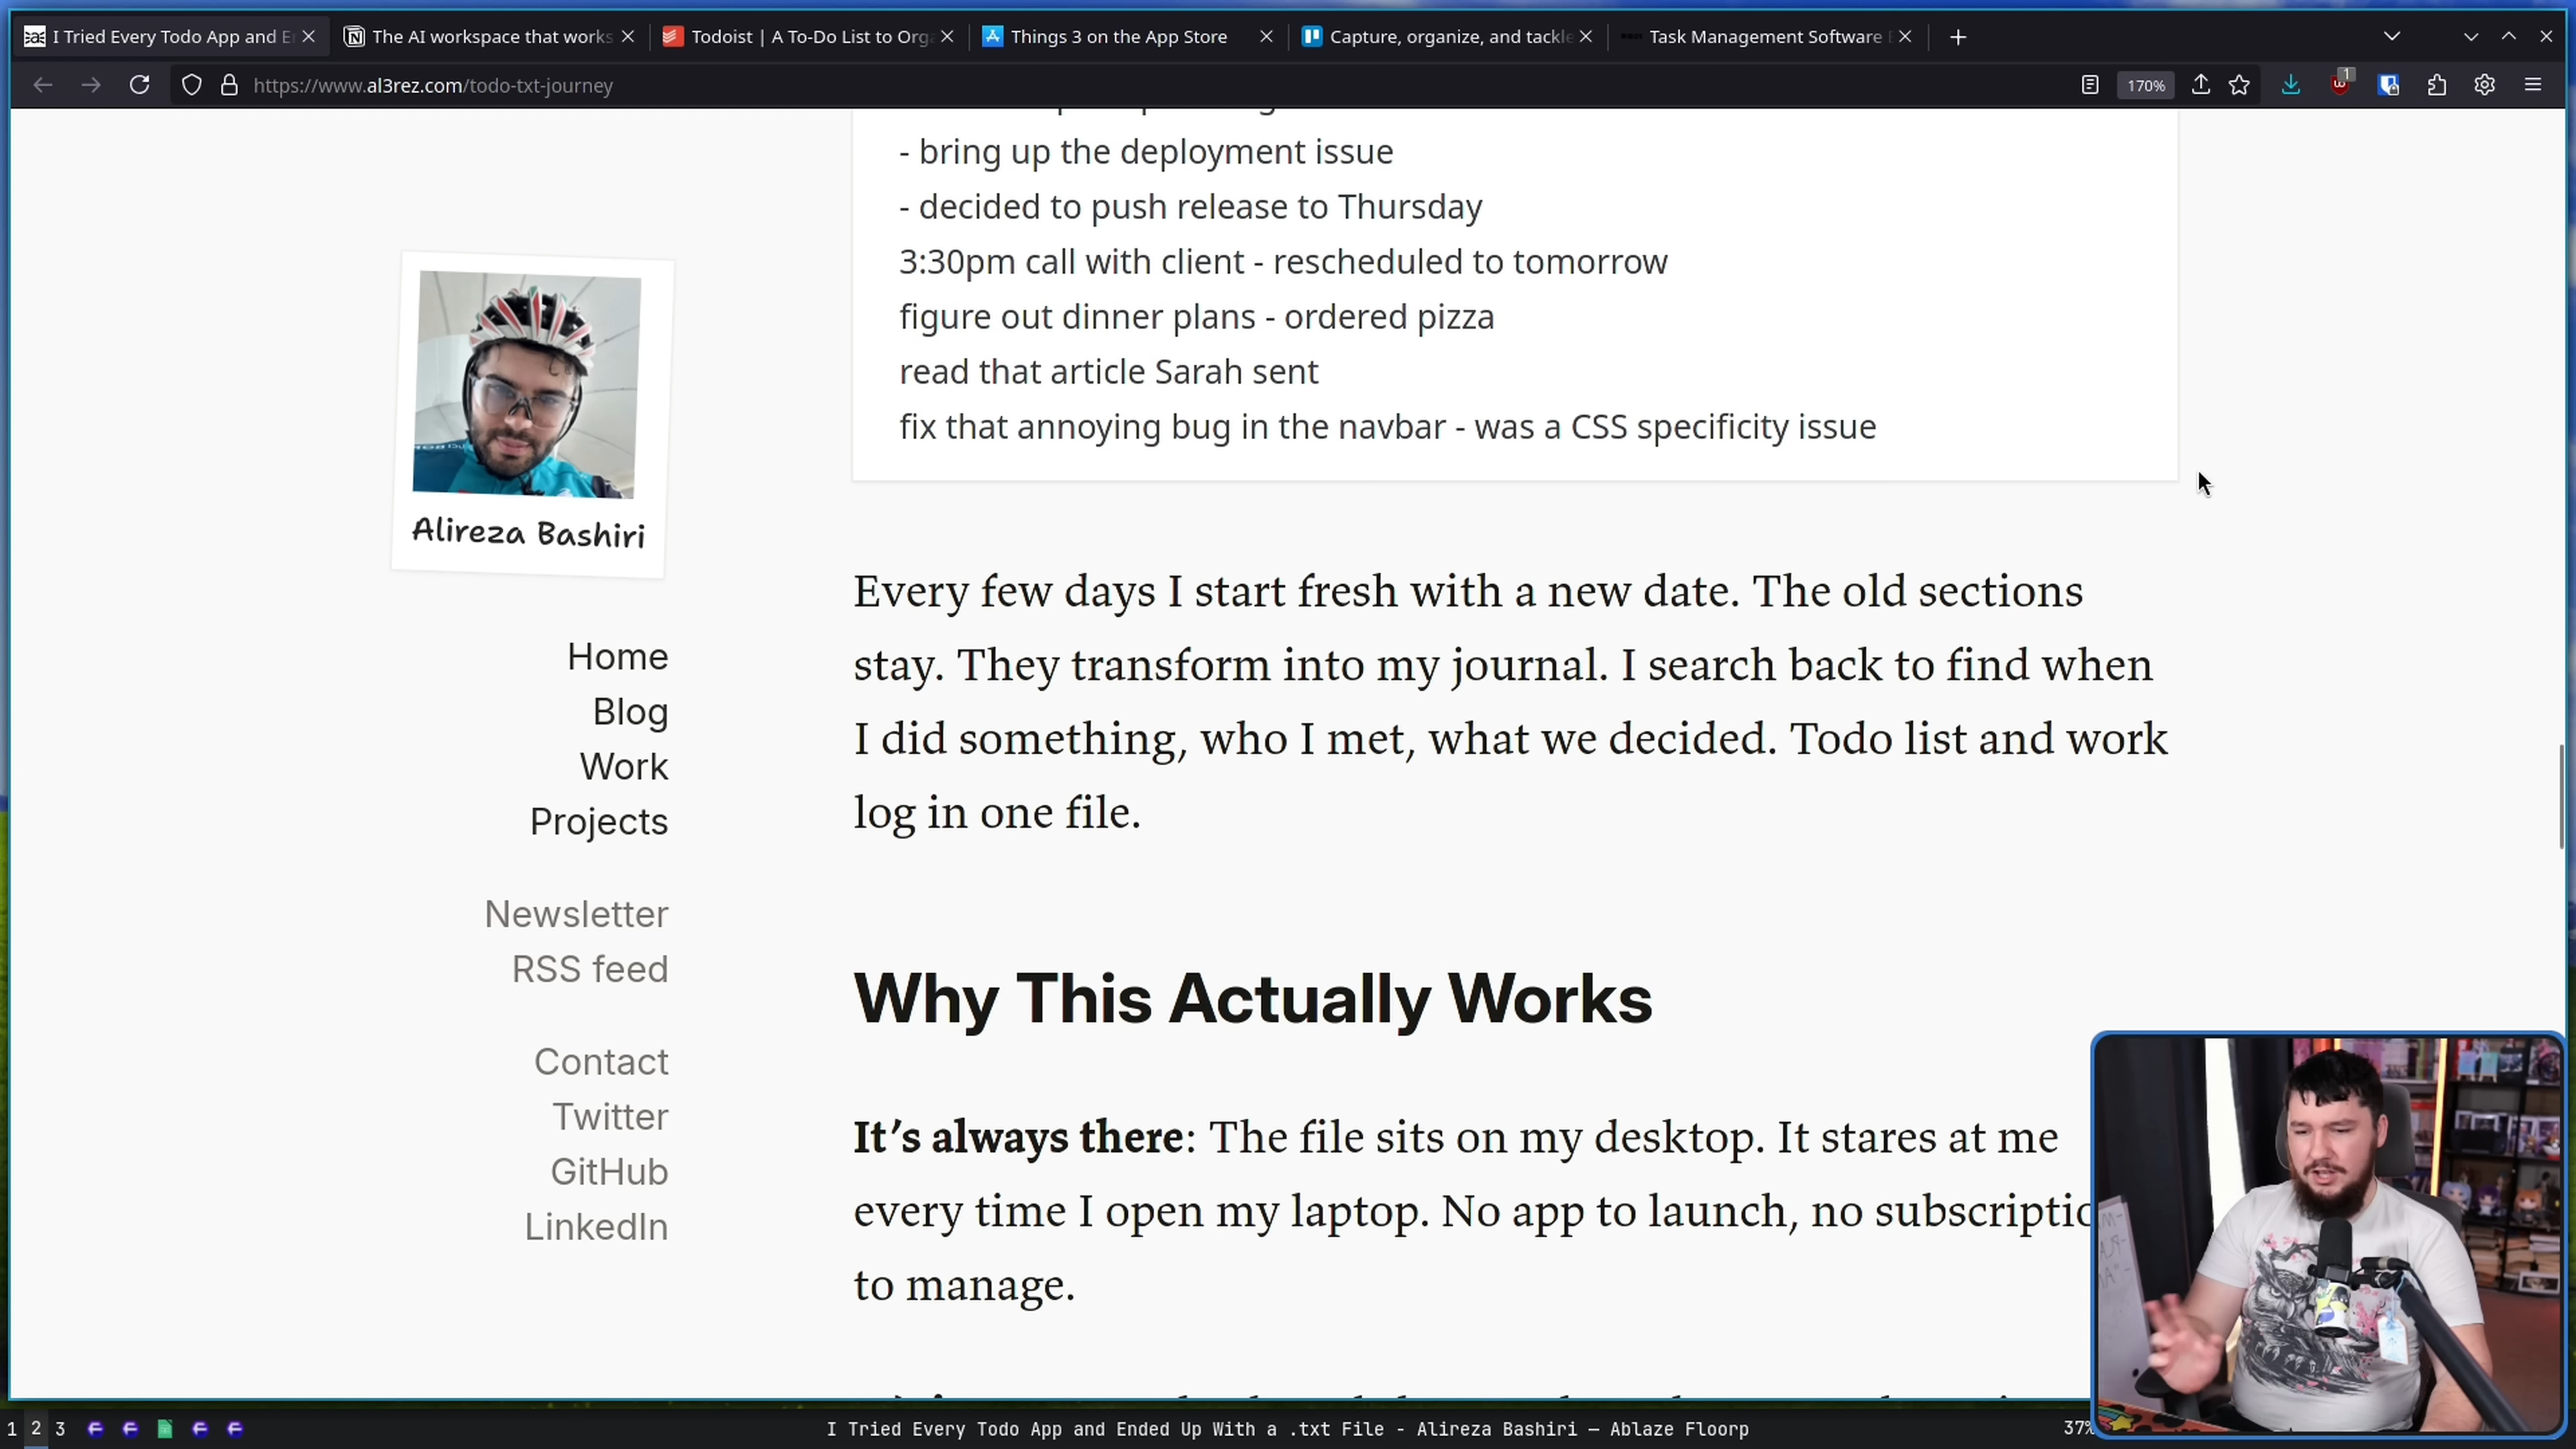 I Tried Every Todo App and E
The AI workspace that works
Todoist | A To-Do List to Orga
Things 3 on the App Store
Capture, organize, and tackle
Task Management Software
https://www.al3rez.com/todo-txt-journey
170%
1
- bring up the deployment issue
- decided to push release to Thursday
3:30pm call with client - rescheduled to tomorrow
figure out dinner plans - ordered pizza
read that article Sarah sent
fix that annoying bug in the navbar - was a CSS specificity issue
Alireza Bashiri
Home
Blog
Work
Projects
Newsletter
RSS feed
Contact
Twitter
GitHub
LinkedIn
Every few days I start fresh with a new date. The old sections
stay. They transform into my journal. I search back to find when
I did something, who I met, what we decided. Todo list and work
log in one file.
Why This Actually Works
It’s always there: The file sits on my desktop. It stares at me
every time I open my laptop. No app to launch, no subscriptio
to manage.
1 2 3
I Tried Every Todo App and Ended Up With a .txt File - Alireza Bashiri — Ablaze Floorp
37%